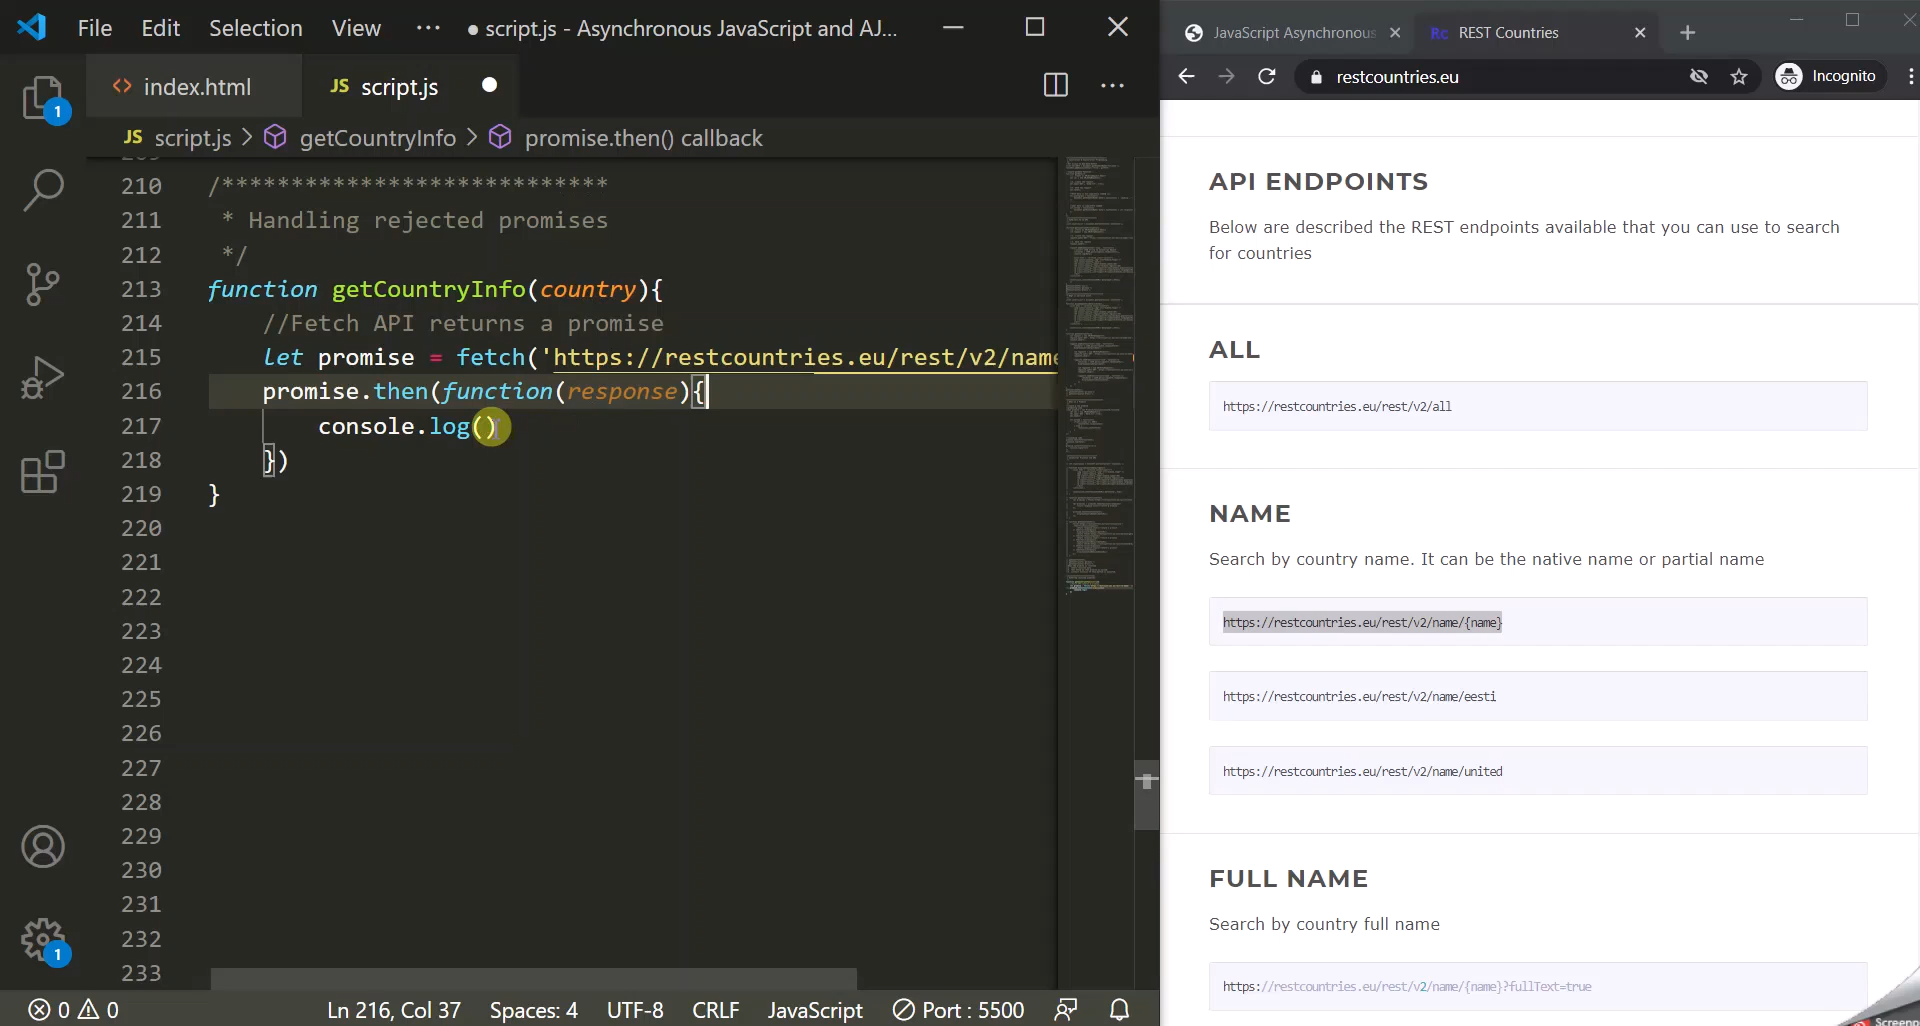 File Edit Selection View ··· ● script.js - Asynchronous JavaScript and AJ...
index.html
JS script.js
JS script.js > getCountryInfo > promise.then() callback
210 /****************************
211 * Handling rejected promises
212 */
213 function getCountryInfo(country){
214 //Fetch API returns a promise
215 let promise = fetch('https://restcountries.eu/rest/v2/name
216 promise.then(function(response){
217 console.log()
218 })
219 }
220
221
222
223
224
225
226
227
228
229
230
231
232
233
1
1
0 0 Ln 216, Col 37 Spaces: 4 UTF-8 CRLF JavaScript Port : 5500
JavaScript Asynchronous
Rc REST Countries
restcountries.eu
Incognito
API ENDPOINTS
Below are described the REST endpoints available that you can use to search
for countries
ALL
https://restcountries.eu/rest/v2/all
NAME
Search by country name. It can be the native name or partial name
https://restcountries.eu/rest/v2/name/{name}
https://restcountries.eu/rest/v2/name/eesti
https://restcountries.eu/rest/v2/name/united
FULL NAME
Search by country full name
https://restcountries.eu/rest/v2/name/{name}?fullText=true